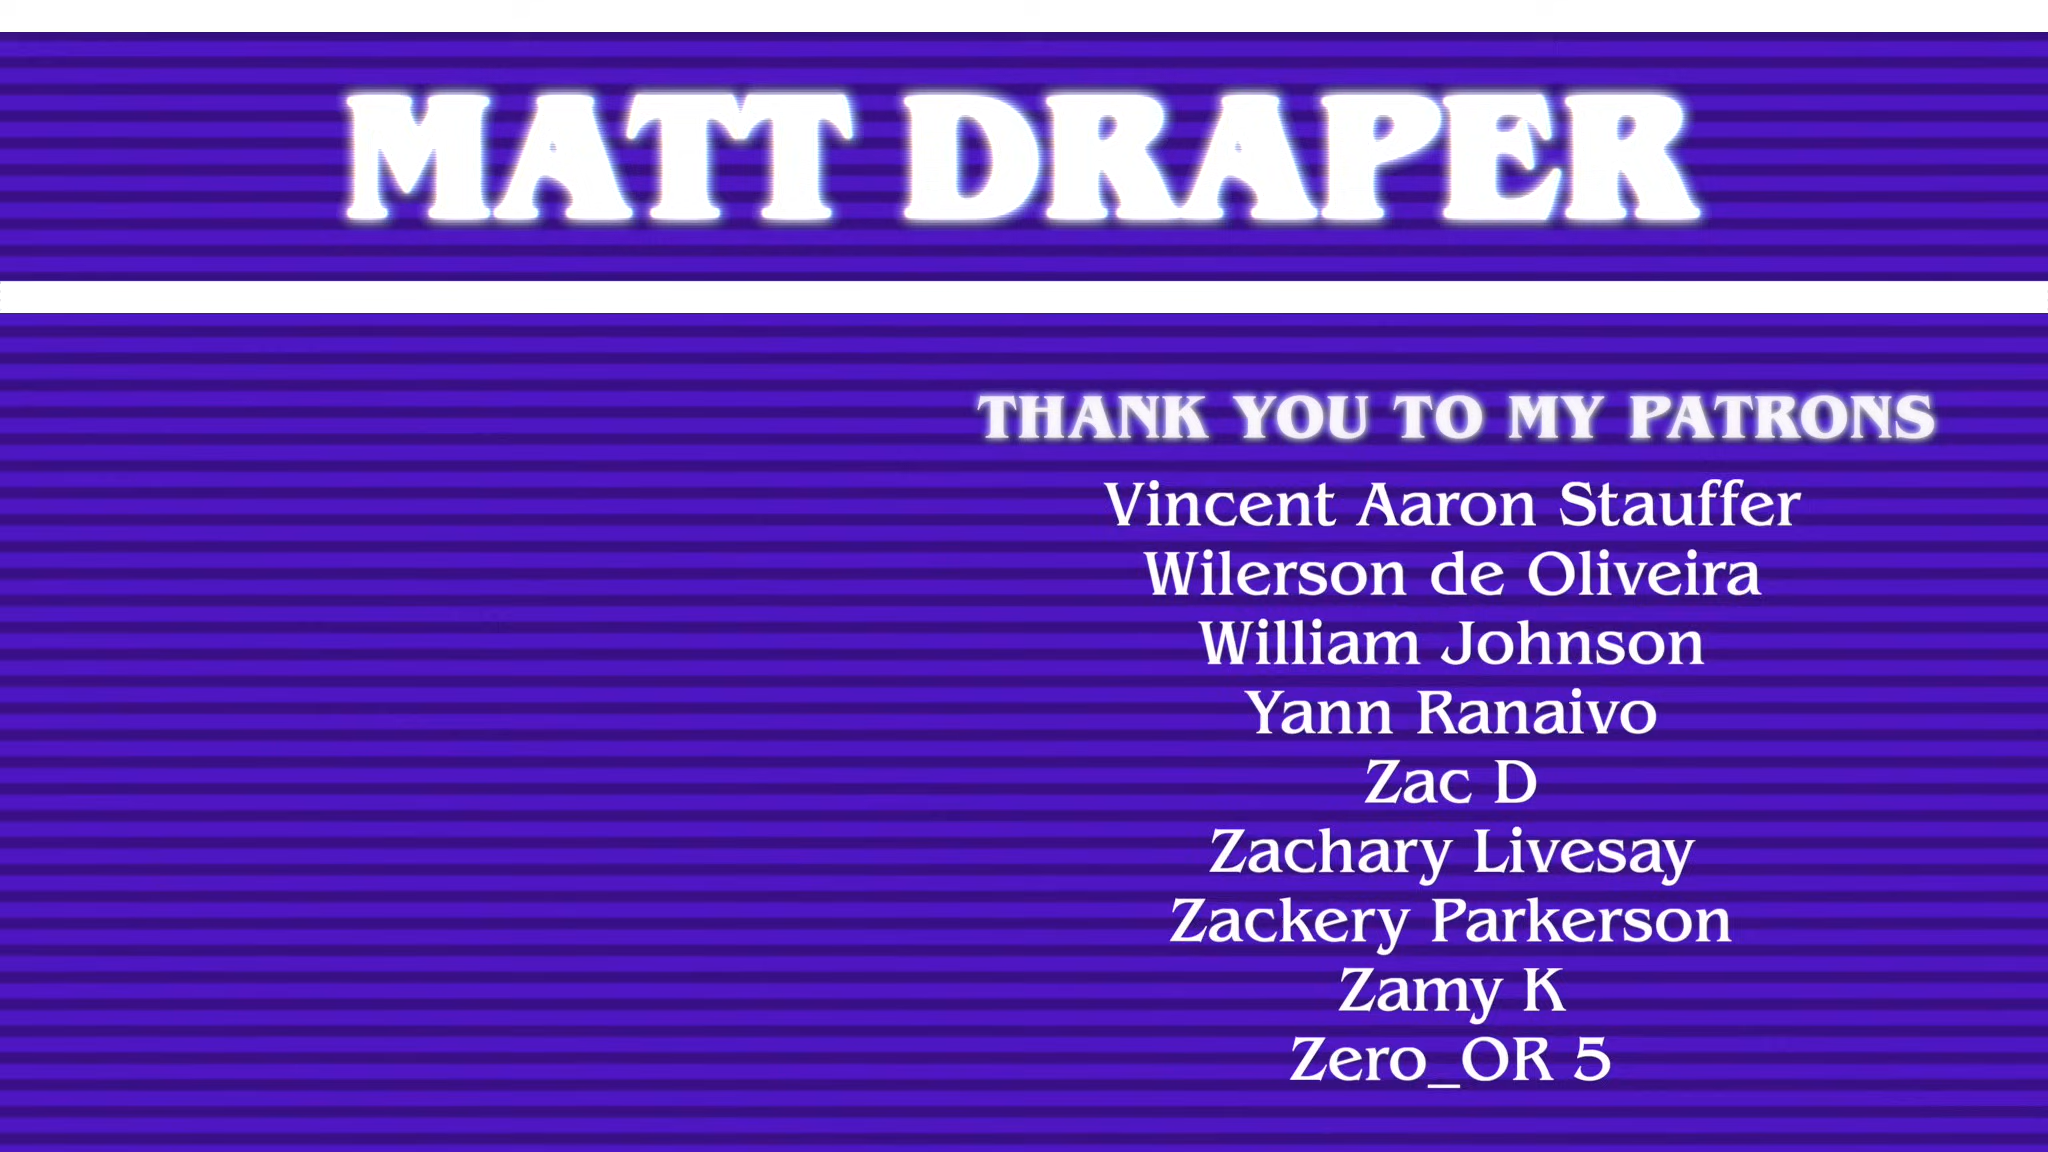 MATT DRAPER
THANK YOU TO MY PATRONS
Vincent Aaron Stauffer
Wilerson de Oliveira
William Johnson
Yann Ranaivo
Zac D
Zachary Livesay
Zackery Parkerson
Zamy K
Zero_OR 5